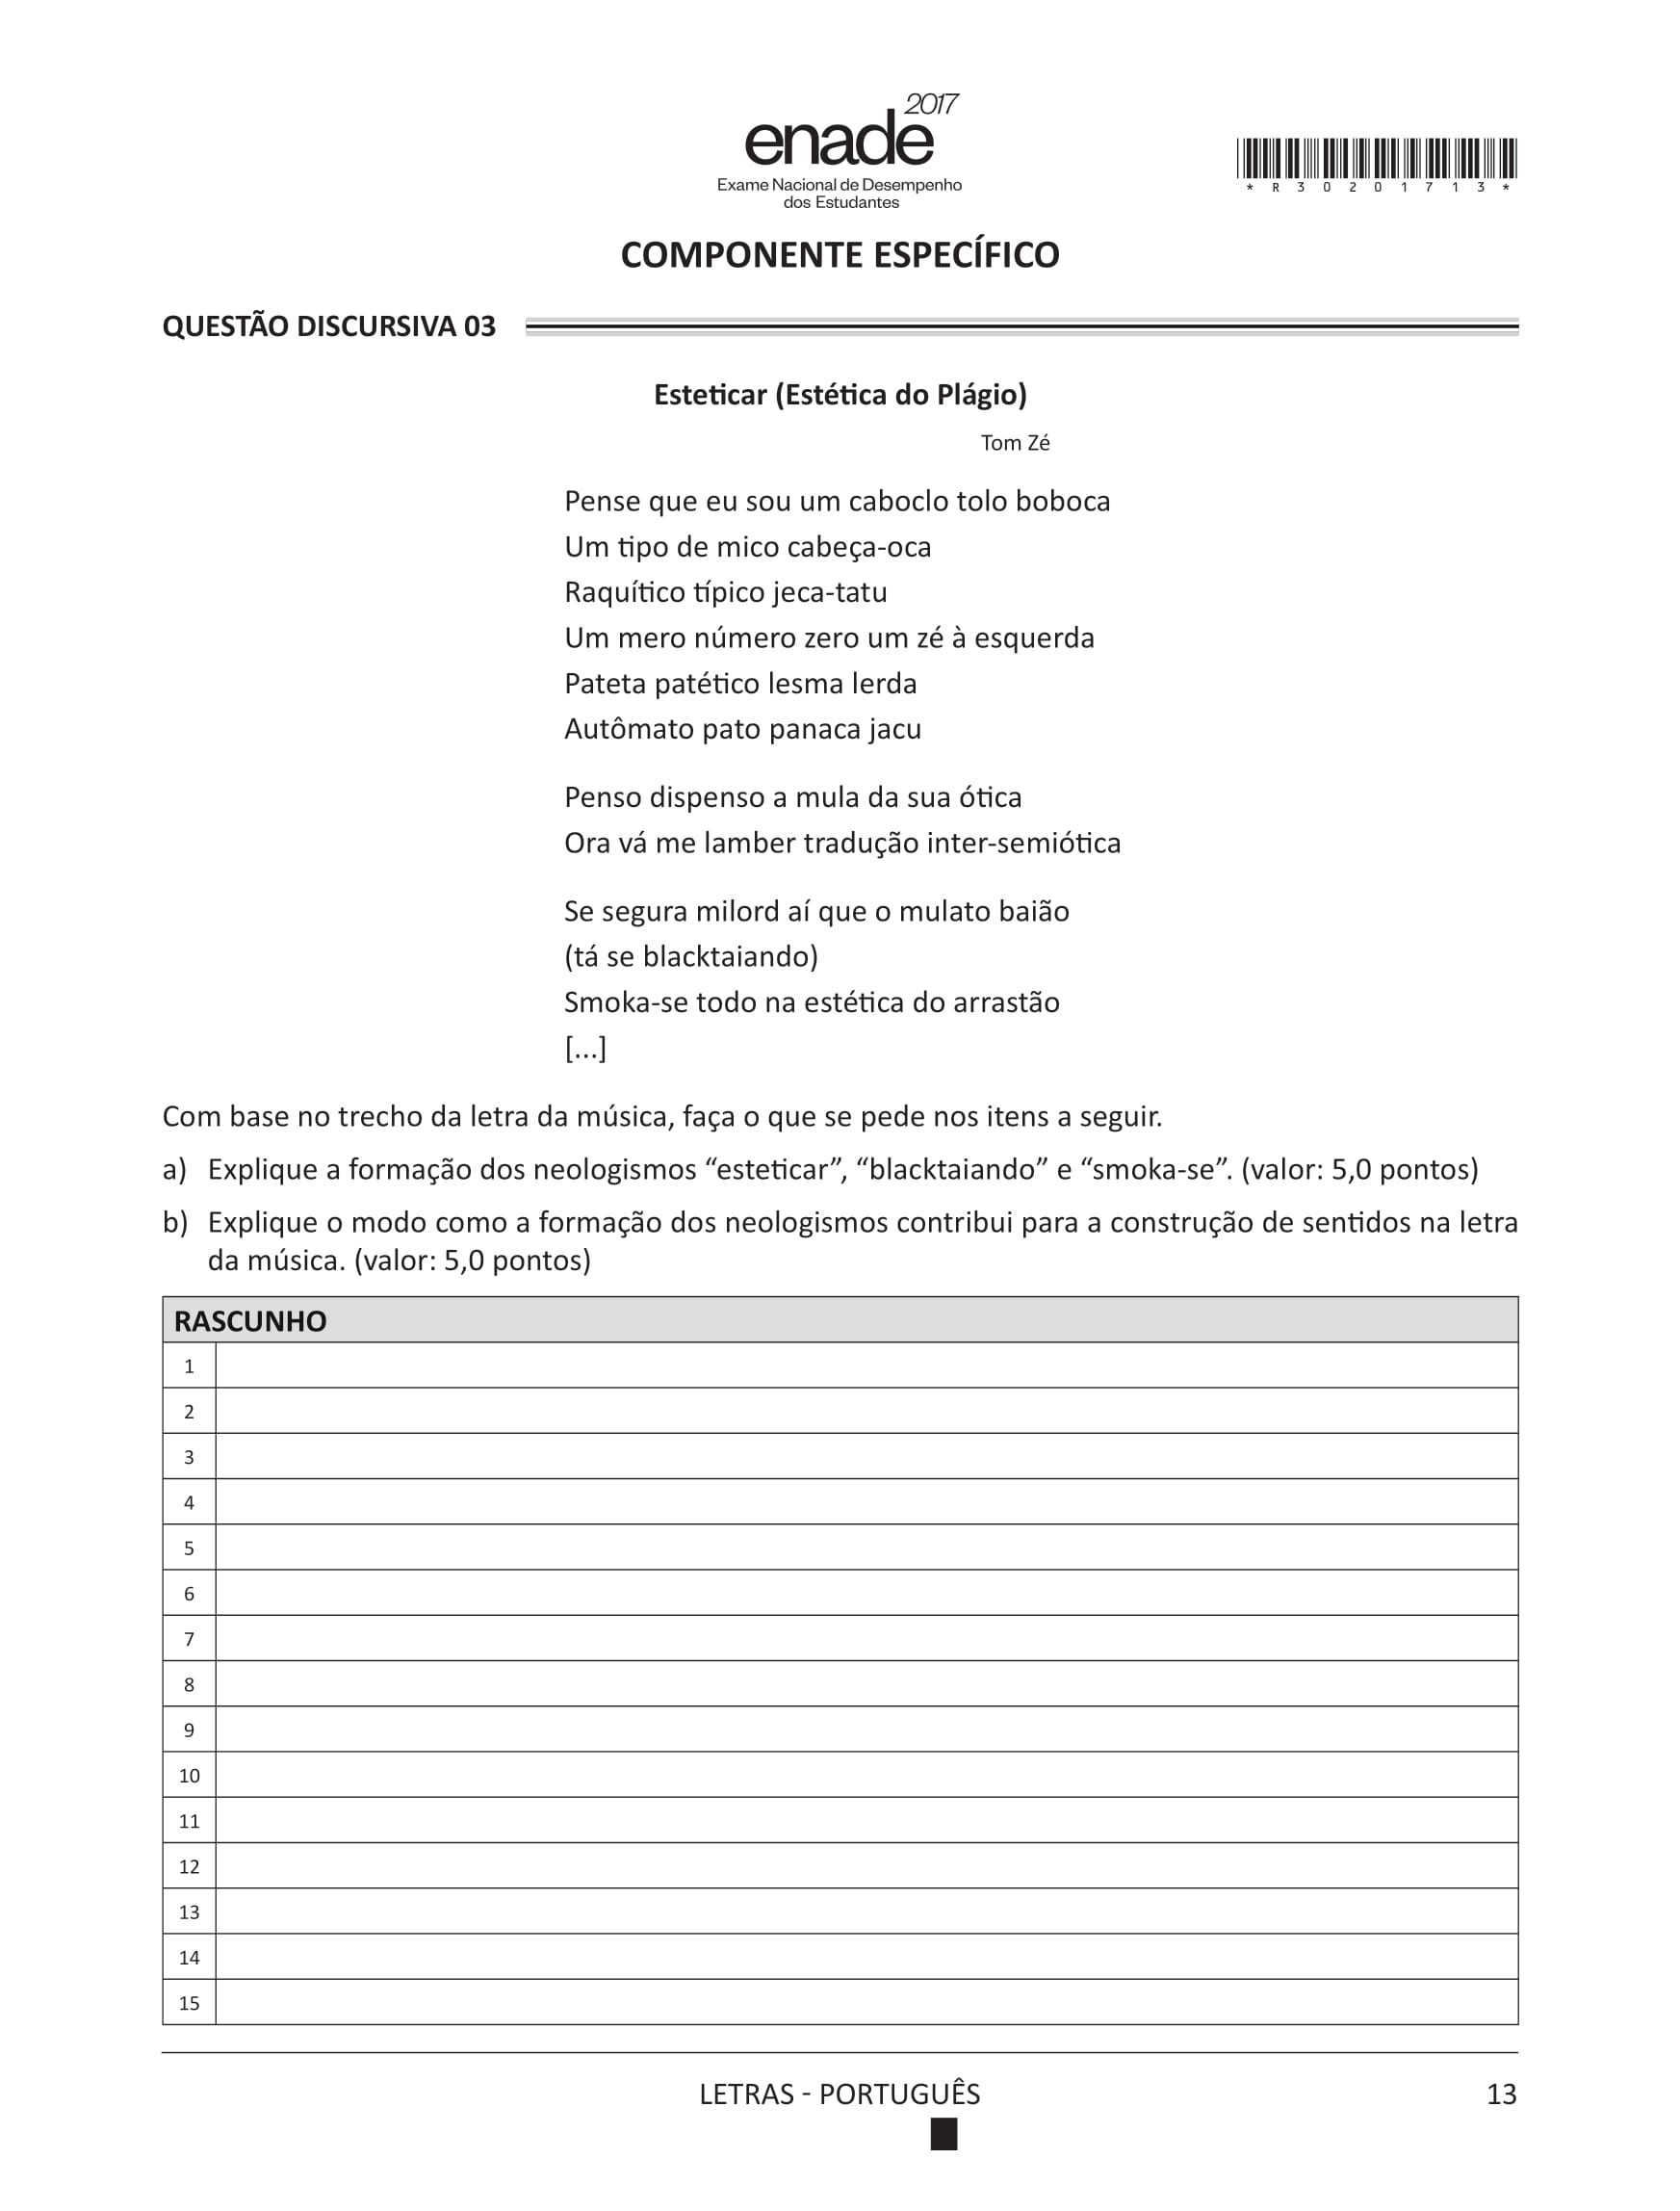 2017
enade
Exame Nacional de Desempenho
dos Estudantes
*R30201713*
COMPONENTE ESPECÍFICO
QUESTÃO DISCURSIVA 03
Esteticar (Estética do Plágio)
Tom Zé
Pense que eu sou um caboclo tolo boboca
Um tipo de mico cabeça-oca
Raquítico típico jeca-tatu
Um mero número zero um zé à esquerda
Pateta patético lesma lerda
Autômato pato panaca jacu
Penso dispenso a mula da sua ótica
Ora vá me lamber tradução inter-semiótica
Se segura milord aí que o mulato baião
(tá se blacktaiando)
Smoka-se todo na estética do arrastão
[...]
Com base no trecho da letra da música, faça o que se pede nos itens a seguir.
a) Explique a formação dos neologismos “esteticar”, “blacktaiando” e “smoka-se”. (valor: 5,0 pontos)
b) Explique o modo como a formação dos neologismos contribui para a construção de sentidos na letra
da música. (valor: 5,0 pontos)
RASCUNHO
1
2
3
4
5
6
7
8
9
10
11
12
13
14
15
LETRAS - PORTUGUÊS
13